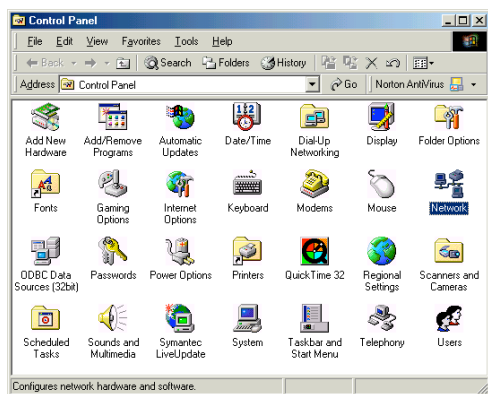 Control Panel
File Edit View Favorites Tools Help
Back Search Folders History
Address Control Panel Go Norton AntiVirus
Add New Hardware
Add/Remove Programs
Automatic Updates
Date/Time
Dial-Up Networking
Display
Folder Options
Fonts
Gaming Options
Internet Options
Keyboard
Modems
Mouse
Network
ODBC Data Sources (32bit)
Passwords
Power Options
Printers
QuickTime 32
Regional Settings
Scanners and Cameras
Scheduled Tasks
Sounds and Multimedia
Symantec LiveUpdate
System
Taskbar and Start Menu
Telephony
Users
Configures network hardware and software.